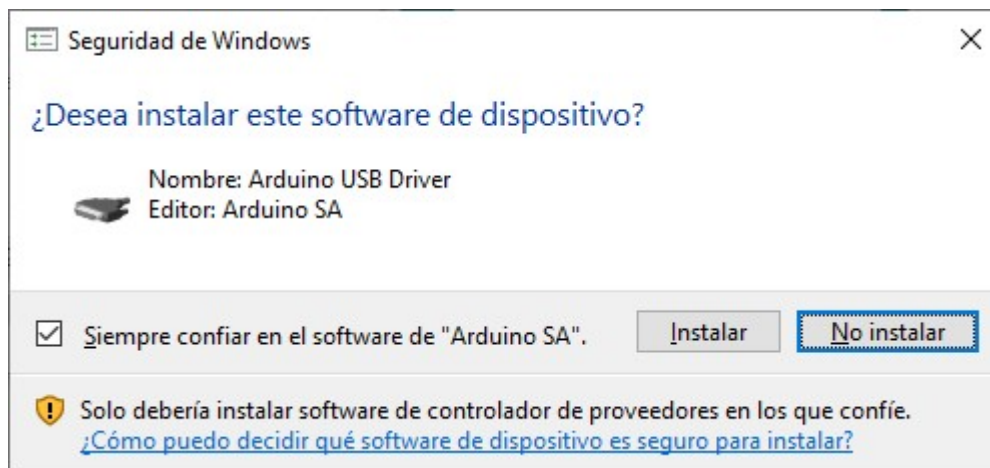 Seguridad de Windows
¿Desea instalar este software de dispositivo?
Nombre: Arduino USB Driver
Editor: Arduino SA
Siempre confiar en el software de "Arduino SA".
Instalar
No instalar
Solo debería instalar software de controlador de proveedores en los que confíe.
¿Cómo puedo decidir qué software de dispositivo es seguro para instalar?